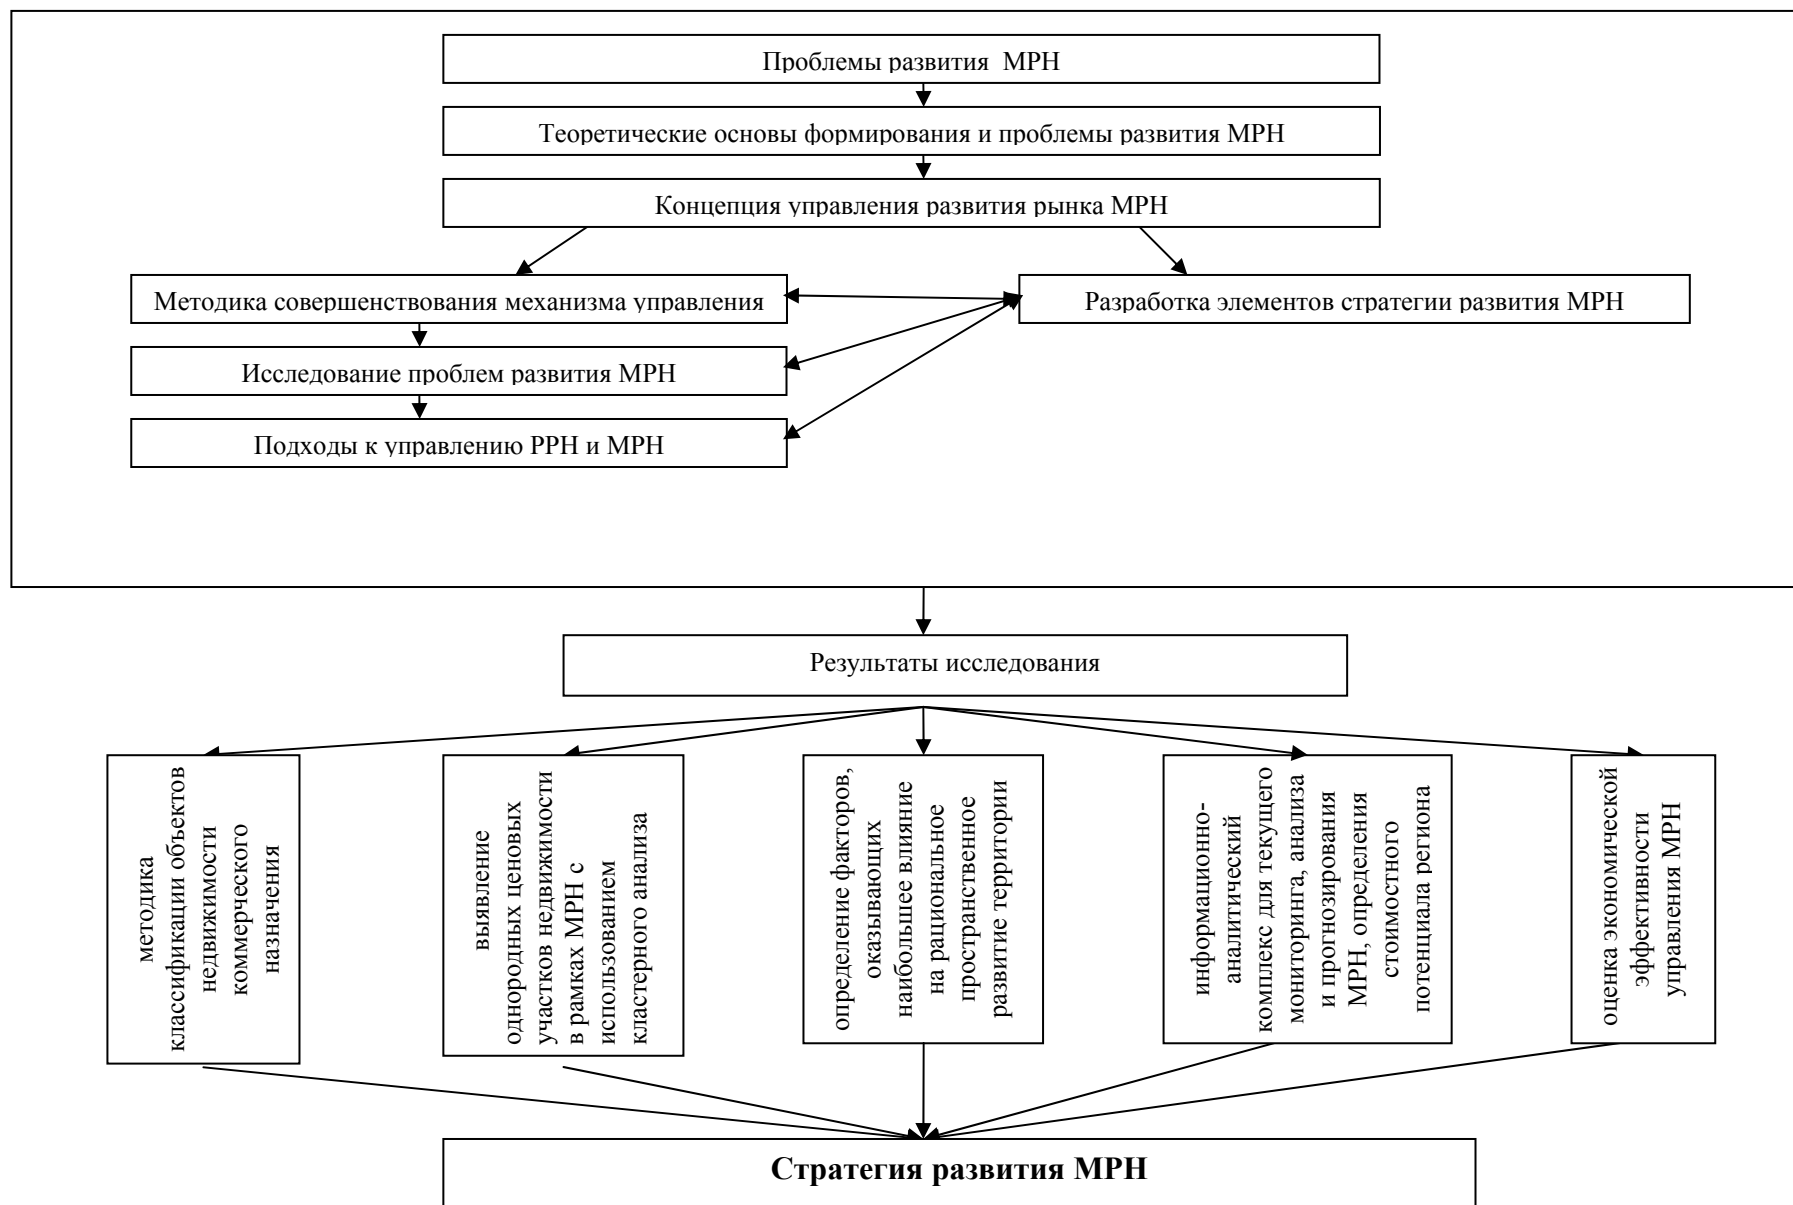 Проблемы развития МРН
Теоретические основы формирования и проблемы развития МРН
Концепция управления развития рынка МРН
Методика совершенствования механизма управления
Разработка элементов стратегии развития МРН
Исследование проблем развития МРН
Подходы к управлению РРН и МРН
Результаты исследования
методика
классификации объектов
недвижимости
коммерческого
назначения
выявление
однородных ценовых
участков недвижимости
в рамках МРН с
использованием
кластерного анализа
определение факторов,
оказывающих
наибольшее влияние
на рациональное
пространственное
развитие территории
информационно-
аналитический
комплекс для текущего
мониторинга, анализа
и прогнозирования
МРН, определения
стоимостного
потенциала региона
оценка экономической
эффективности
управления МРН
Стратегия развития МРН